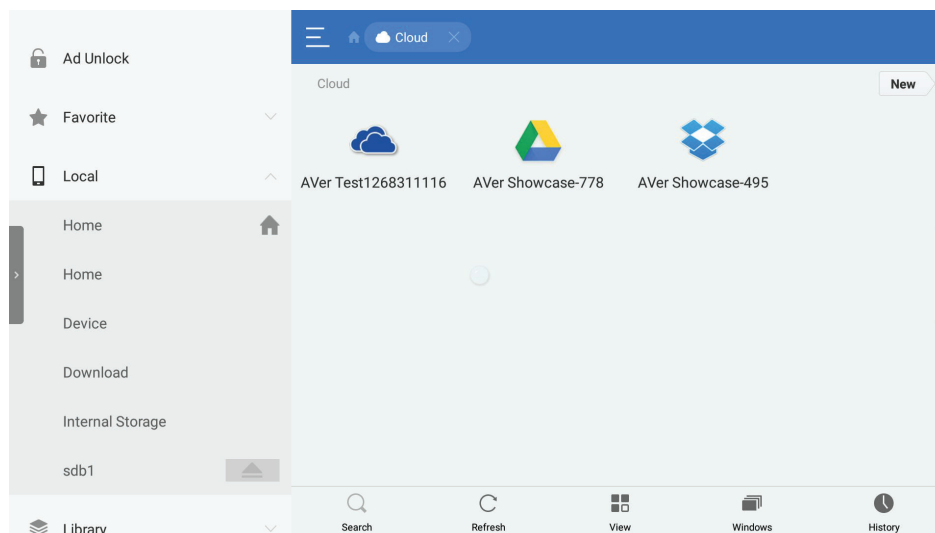 Ad Unlock
Favorite
Local
Home
Home
Device
Download
Internal Storage
sdb1
Library
Cloud
Cloud
New
AVer Test1268311116
AVer Showcase-778
AVer Showcase-495
Search
Refresh
View
Windows
History